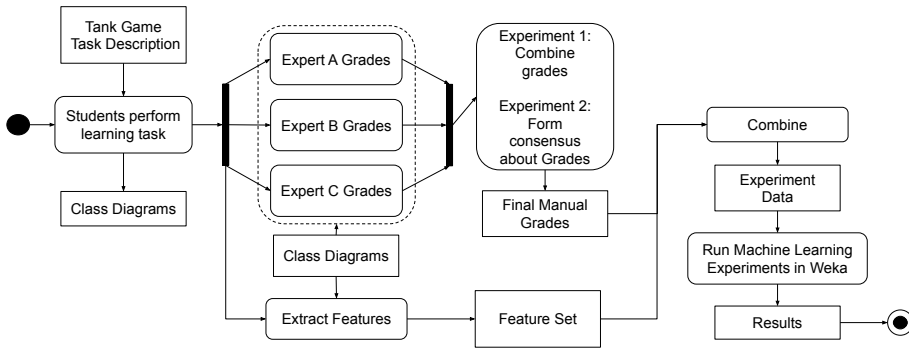 Tank Game
Task Description
Students perform
learning task
Class Diagrams
Expert A Grades
Expert B Grades
Expert C Grades
Class Diagrams
Extract Features
Experiment 1:
Combine
grades
Experiment 2:
Form
consensus
about Grades
Final Manual
Grades
Feature Set
Combine
Experiment
Data
Run Machine Learning
Experiments in Weka
Results